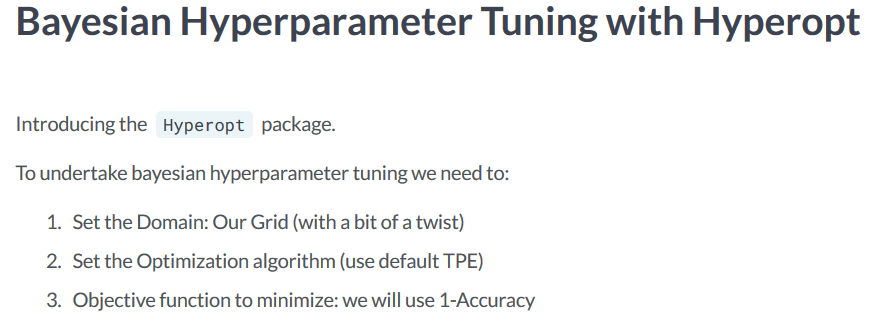 Bayesian Hyperparameter Tuning with Hyperopt
Introducing the Hyperopt package.
To undertake bayesian hyperparameter tuning we need to:
1. Set the Domain: Our Grid (with a bit of a twist)
2. Set the Optimization algorithm (use default TPE)
3. Objective function to minimize: we will use 1-Accuracy